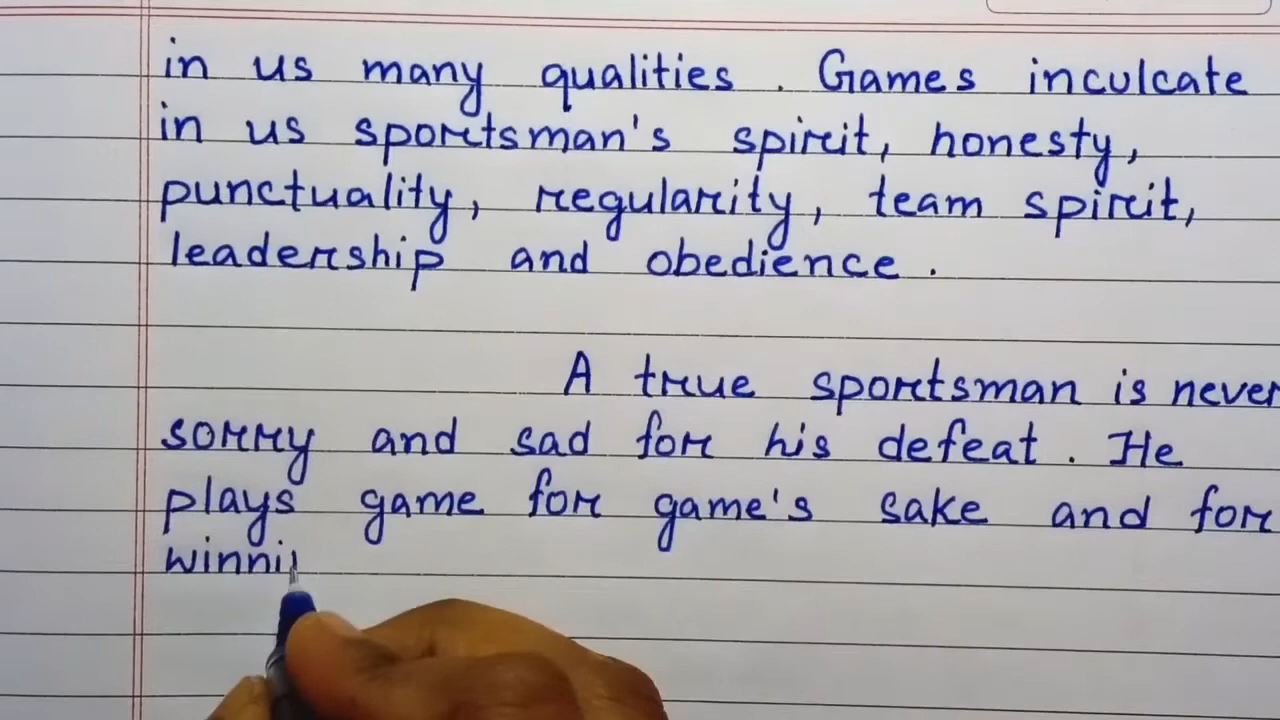 in us many qualities. Games inculcate
in us sportsman's spirit, honesty,
punctuality, regularity, team spirit,
leadership and obedience.
A true sportsman is never
sorry and sad for his defeat. He
plays game for game's sake and for
winni